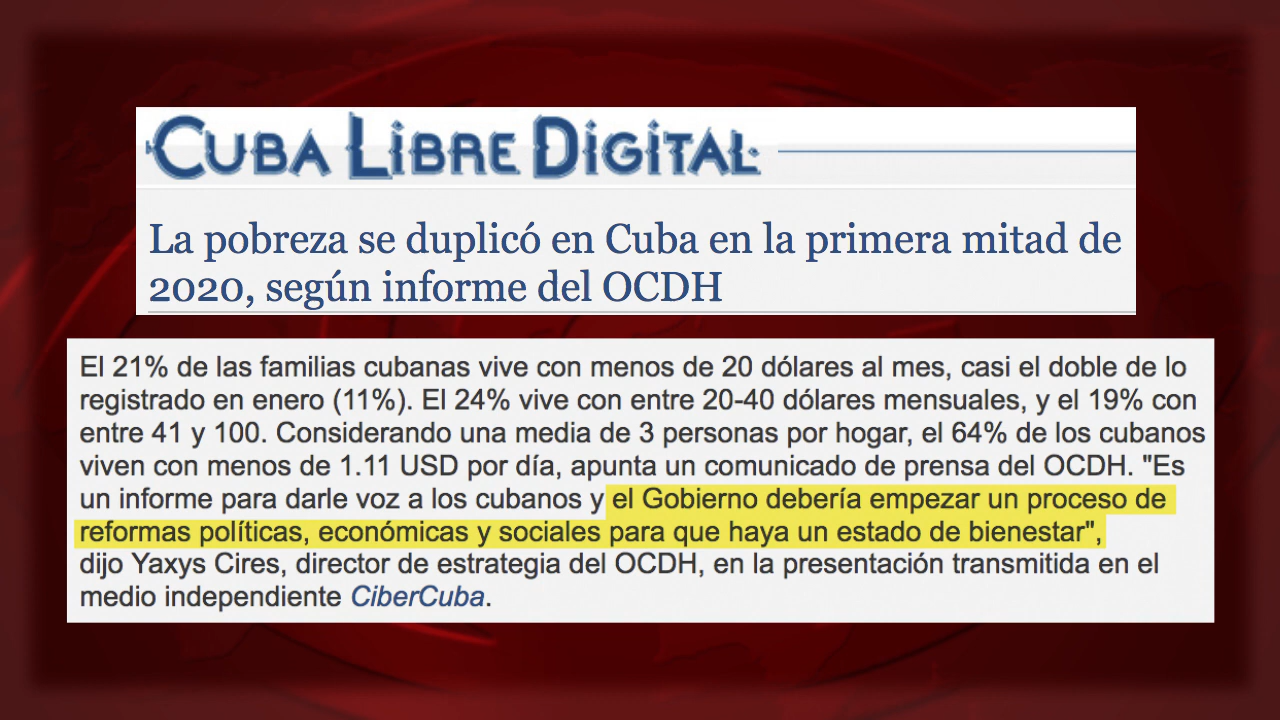 CUBA LIBRE DIGITAL
La pobreza se duplicó en Cuba en la primera mitad de
2020, según informe del OCDH
El 21% de las familias cubanas vive con menos de 20 dólares al mes, casi el doble de lo
registrado en enero (11%). El 24% vive con entre 20-40 dólares mensuales, y el 19% con
entre 41 y 100. Considerando una media de 3 personas por hogar, el 64% de los cubanos
viven con menos de 1.11 USD por día, apunta un comunicado de prensa del OCDH. "Es
un informe para darle voz a los cubanos y el Gobierno debería empezar un proceso de
reformas políticas, económicas y sociales para que haya un estado de bienestar",
dijo Yaxys Cires, director de estrategia del OCDH, en la presentación transmitida en el
medio independiente CiberCuba.